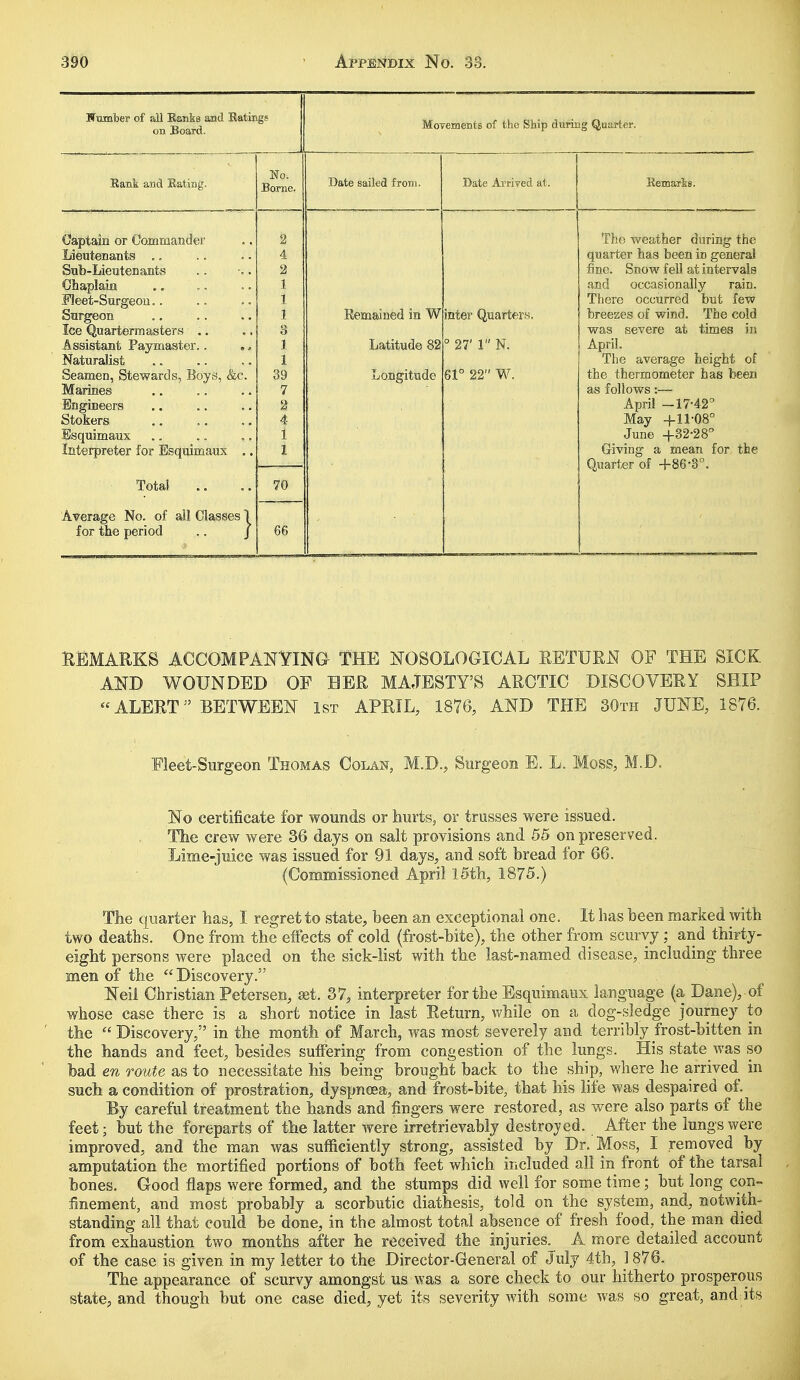 390 APPENDIX No. 33.
Number of all Ranks and Ratings on Board. Movements of the Ship during Quarter.
Rank and Rating. No. Borne. Date sailed from. Date Arrived at. Remarks.
Captain or Commander .. 2
Lieutenants .. .. .. 4
Sub-Lieutenants .. .. 2
Chaplain .. .. .. 1
Fleet-Surgeon.. .. .. 1
Surgeon .. .. .. 1
Ice Quartermasters .. .. 3
Assistant Paymaster.. .. 1
Naturalist .. .. .. 1
Seamen, Stewards, Boys, &c. 39
Marines .. .. .. 7
Engineers .. .. .. 2
Stokers .. .. .. 4
Esquimaux .. .. .. 1
Interpreter for Esquimaux .. 1
Total .. .. 70
Average No. of all Classes } for the period .. 66
Remained in Winter Quarters.
Latitude 82° 27' 1" N.
Longitude 61° 22" W.
The weather during the
quarter has been in general
fine. Snow fell at intervals
and occasionally rain.
There occurred but few
breezes of wind. The cold
was severe at times in
April.
The average height of
the thermometer has been
as follows :—
April —17·42°
May +11·08°
June +32·28°
Giving a mean for the
Quarter of +86·3°.
REMARKS ACCOMPANYING THE NOSOLOGICAL RETURN OF THE SICK
AND WOUNDED OF HER MAJESTY'S ARCTIC DISCOVERY SHIP
“ALERT” BETWEEN 1ST APRIL, 1876, AND THE 30TH JUNE, 1876.
Fleet-Surgeon THOMAS COLAN, M.D., Surgeon E. L. Moss, M.D.
No certificate for wounds or hurts, or trusses were issued.
The crew were 36 days on salt provisions and 55 on preserved.
Lime-juice was issued for 91 days, and soft bread for 66.
(Commissioned April 15th, 1875.)
The quarter has, I regret to state, been an exceptional one. It has been marked with
two deaths. One from the effects of cold (frost-bite), the other from scurvy; and thirty-
eight persons were placed on the sick-list with the last-named disease, including three
men of the “Discovery.”
Neil Christian Petersen, æt. 37, interpreter for the Esquimaux language (a Dane), of
whose case there is a short notice in last Return, while on a dog-sledge journey to
the “Discovery,” in the month of March, was most severely and terribly frost-bitten in
the hands and feet, besides suffering from congestion of the lungs. His state was so
bad en route as to necessitate his being brought back to the ship, where he arrived in
such a condition of prostration, dyspnœa, and frost-bite, that his life was despaired of.
By careful treatment the hands and fingers were restored, as were also parts of the
feet; but the foreparts of the latter were irretrievably destroyed. After the lungs were
improved, and the man was sufficiently strong, assisted by Dr. Moss, I removed by
amputation the mortified portions of both feet which included all in front of the tarsal
bones. Good flaps were formed, and the stumps did well for some time; but long con-
finement, and most probably a scorbutic diathesis, told on the system, and, notwith-
standing all that could be done, in the almost total absence of fresh food, the man died
from exhaustion two months after he received the injuries. A more detailed account
of the case is given in my letter to the Director-General of July 4th, 1876.
The appearance of scurvy amongst us was a sore check to our hitherto prosperous
state, and though but one case died, yet its severity with some was so great, and its